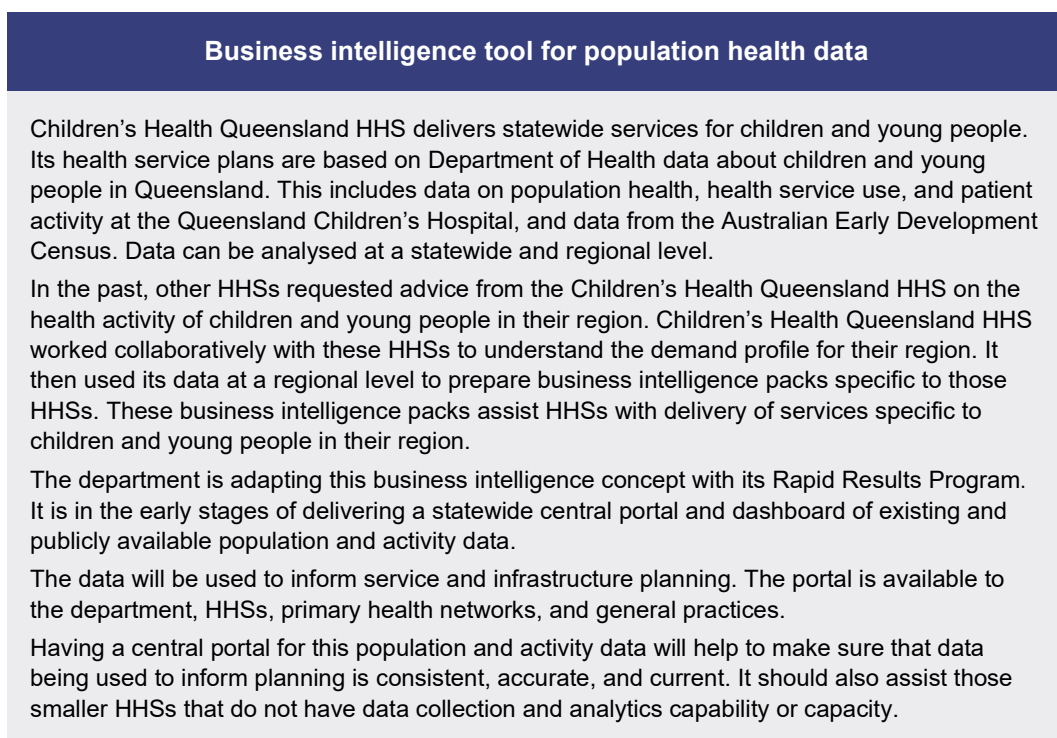 Business intelligence tool for population health data
Children’s Health Queensland HHS delivers statewide services for children and young people.
Its health service plans are based on Department of Health data about children and young
people in Queensland. This includes data on population health, health service use, and patient
activity at the Queensland Children’s Hospital, and data from the Australian Early Development
Census. Data can be analysed at a statewide and regional level.
In the past, other HHSs requested advice from the Children’s Health Queensland HHS on the
health activity of children and young people in their region. Children’s Health Queensland HHS
worked collaboratively with these HHSs to understand the demand profile for their region. It
then used its data at a regional level to prepare business intelligence packs specific to those
HHSs. These business intelligence packs assist HHSs with delivery of services specific to
children and young people in their region.
The department is adapting this business intelligence concept with its Rapid Results Program.
It is in the early stages of delivering a statewide central portal and dashboard of existing and
publicly available population and activity data.
The data will be used to inform service and infrastructure planning. The portal is available to
the department, HHSs, primary health networks, and general practices.
Having a central portal for this population and activity data will help to make sure that data
being used to inform planning is consistent, accurate, and current. It should also assist those
smaller HHSs that do not have data collection and analytics capability or capacity.